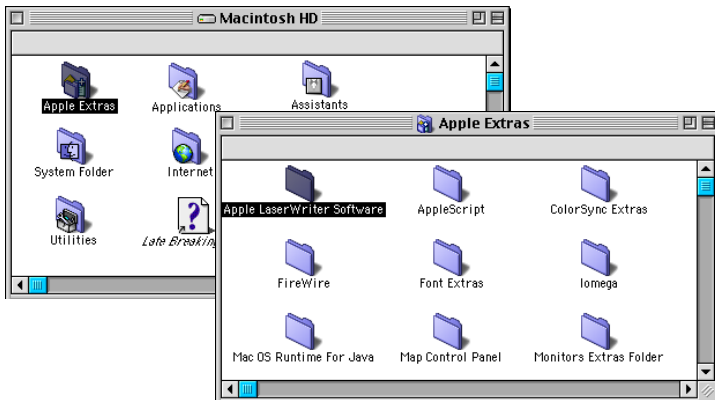 Macintosh HD
Apple Extras
Applications
Assistants
System Folder
Internet
Utilities
Late Breakin
Apple Extras
Apple LaserWriter Software
AppleScript
ColorSync Extras
FireWire
Font Extras
Iomega
Mac OS Runtime For Java
Map Control Panel
Monitors Extras Folder